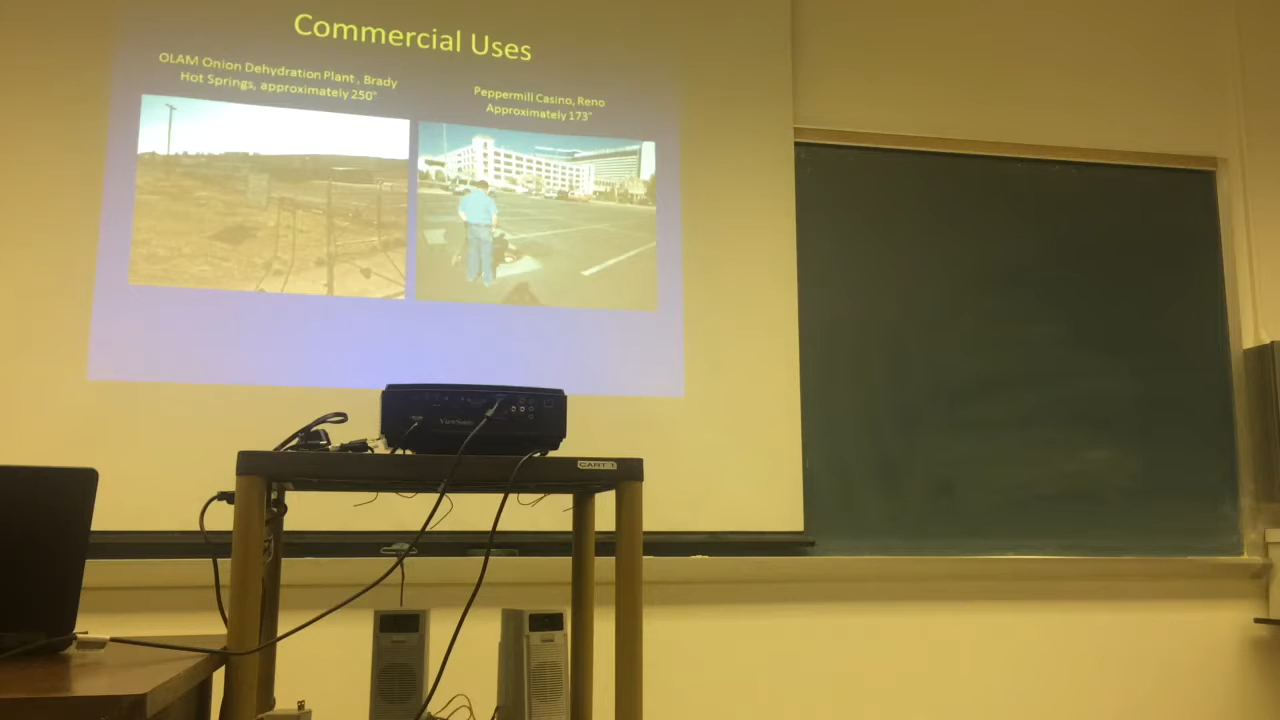 Commercial Uses
OLAM Onion Dehydration Plant , Brady
Hot Springs, approximately 250°
Peppermill Casino, Reno
Approximately 173°
ViewSonic
CART 1